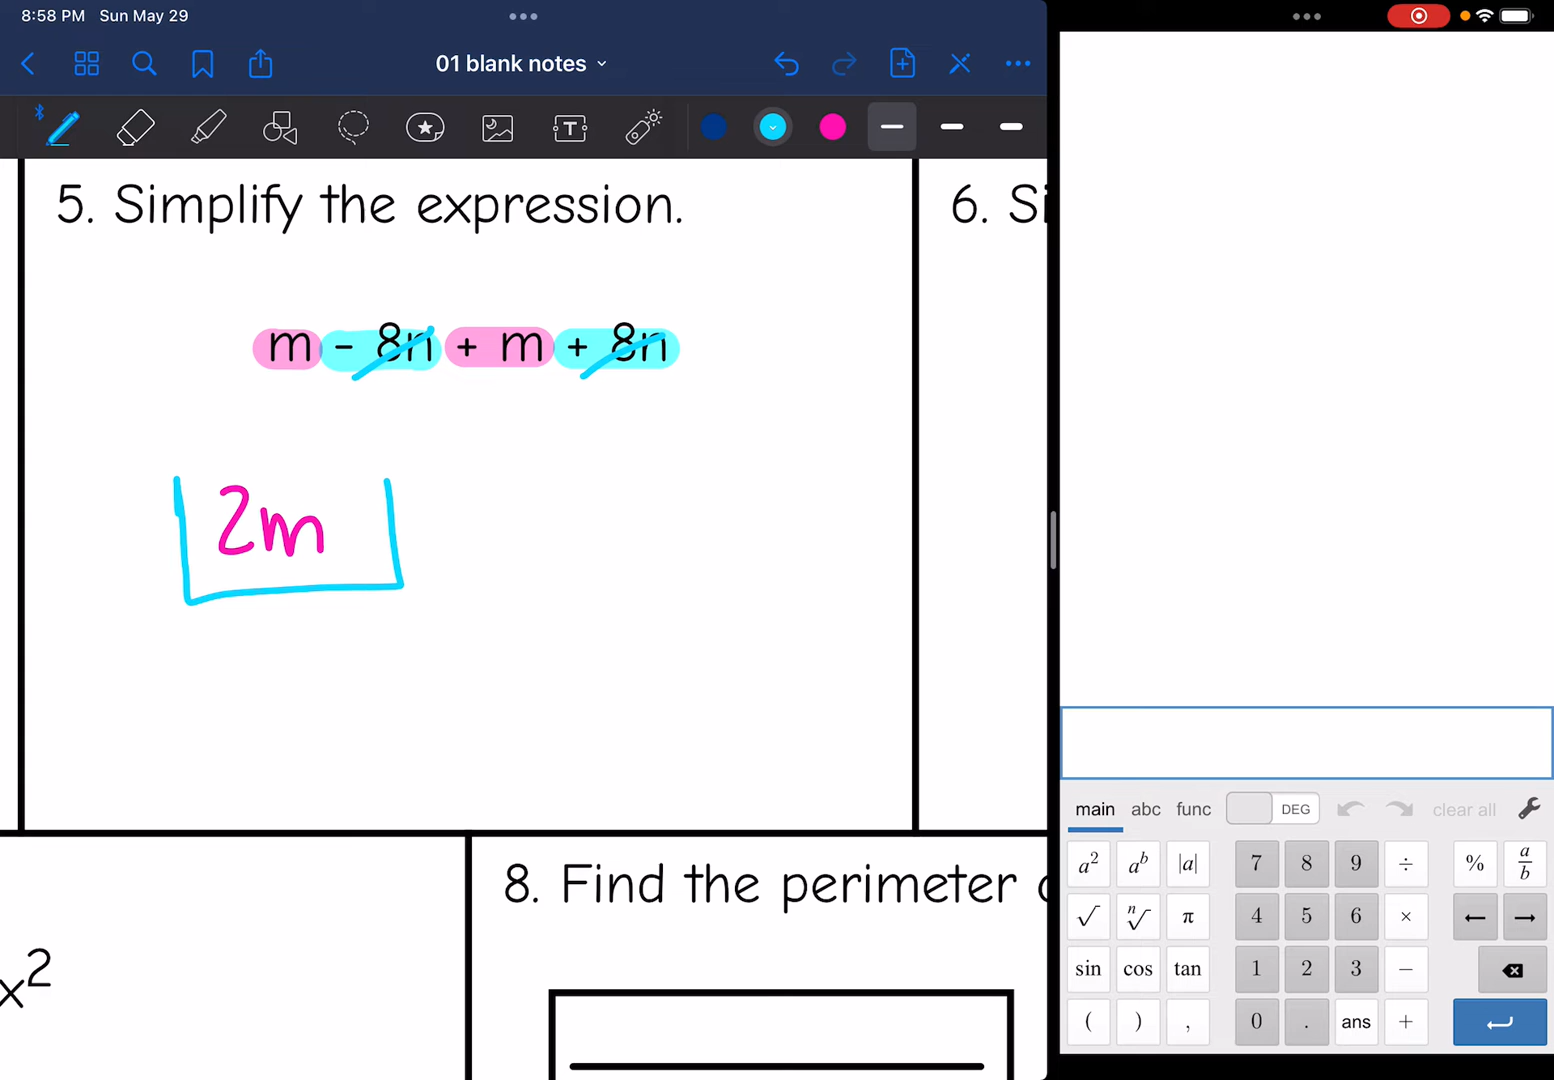 8:58 PM Sun May 29
01 blank notes
T
5. Simplify the expression.
6. Si
m - 8n + m + 8n
2m
8. Find the perimeter
x²
main abc func DEG clear all
a² aᵇ |a| 7 8 9 ÷ % a/b
√ ⁿ√ π 4 5 6 × ← →
sin cos tan 1 2 3 −
( ) , 0 . ans +